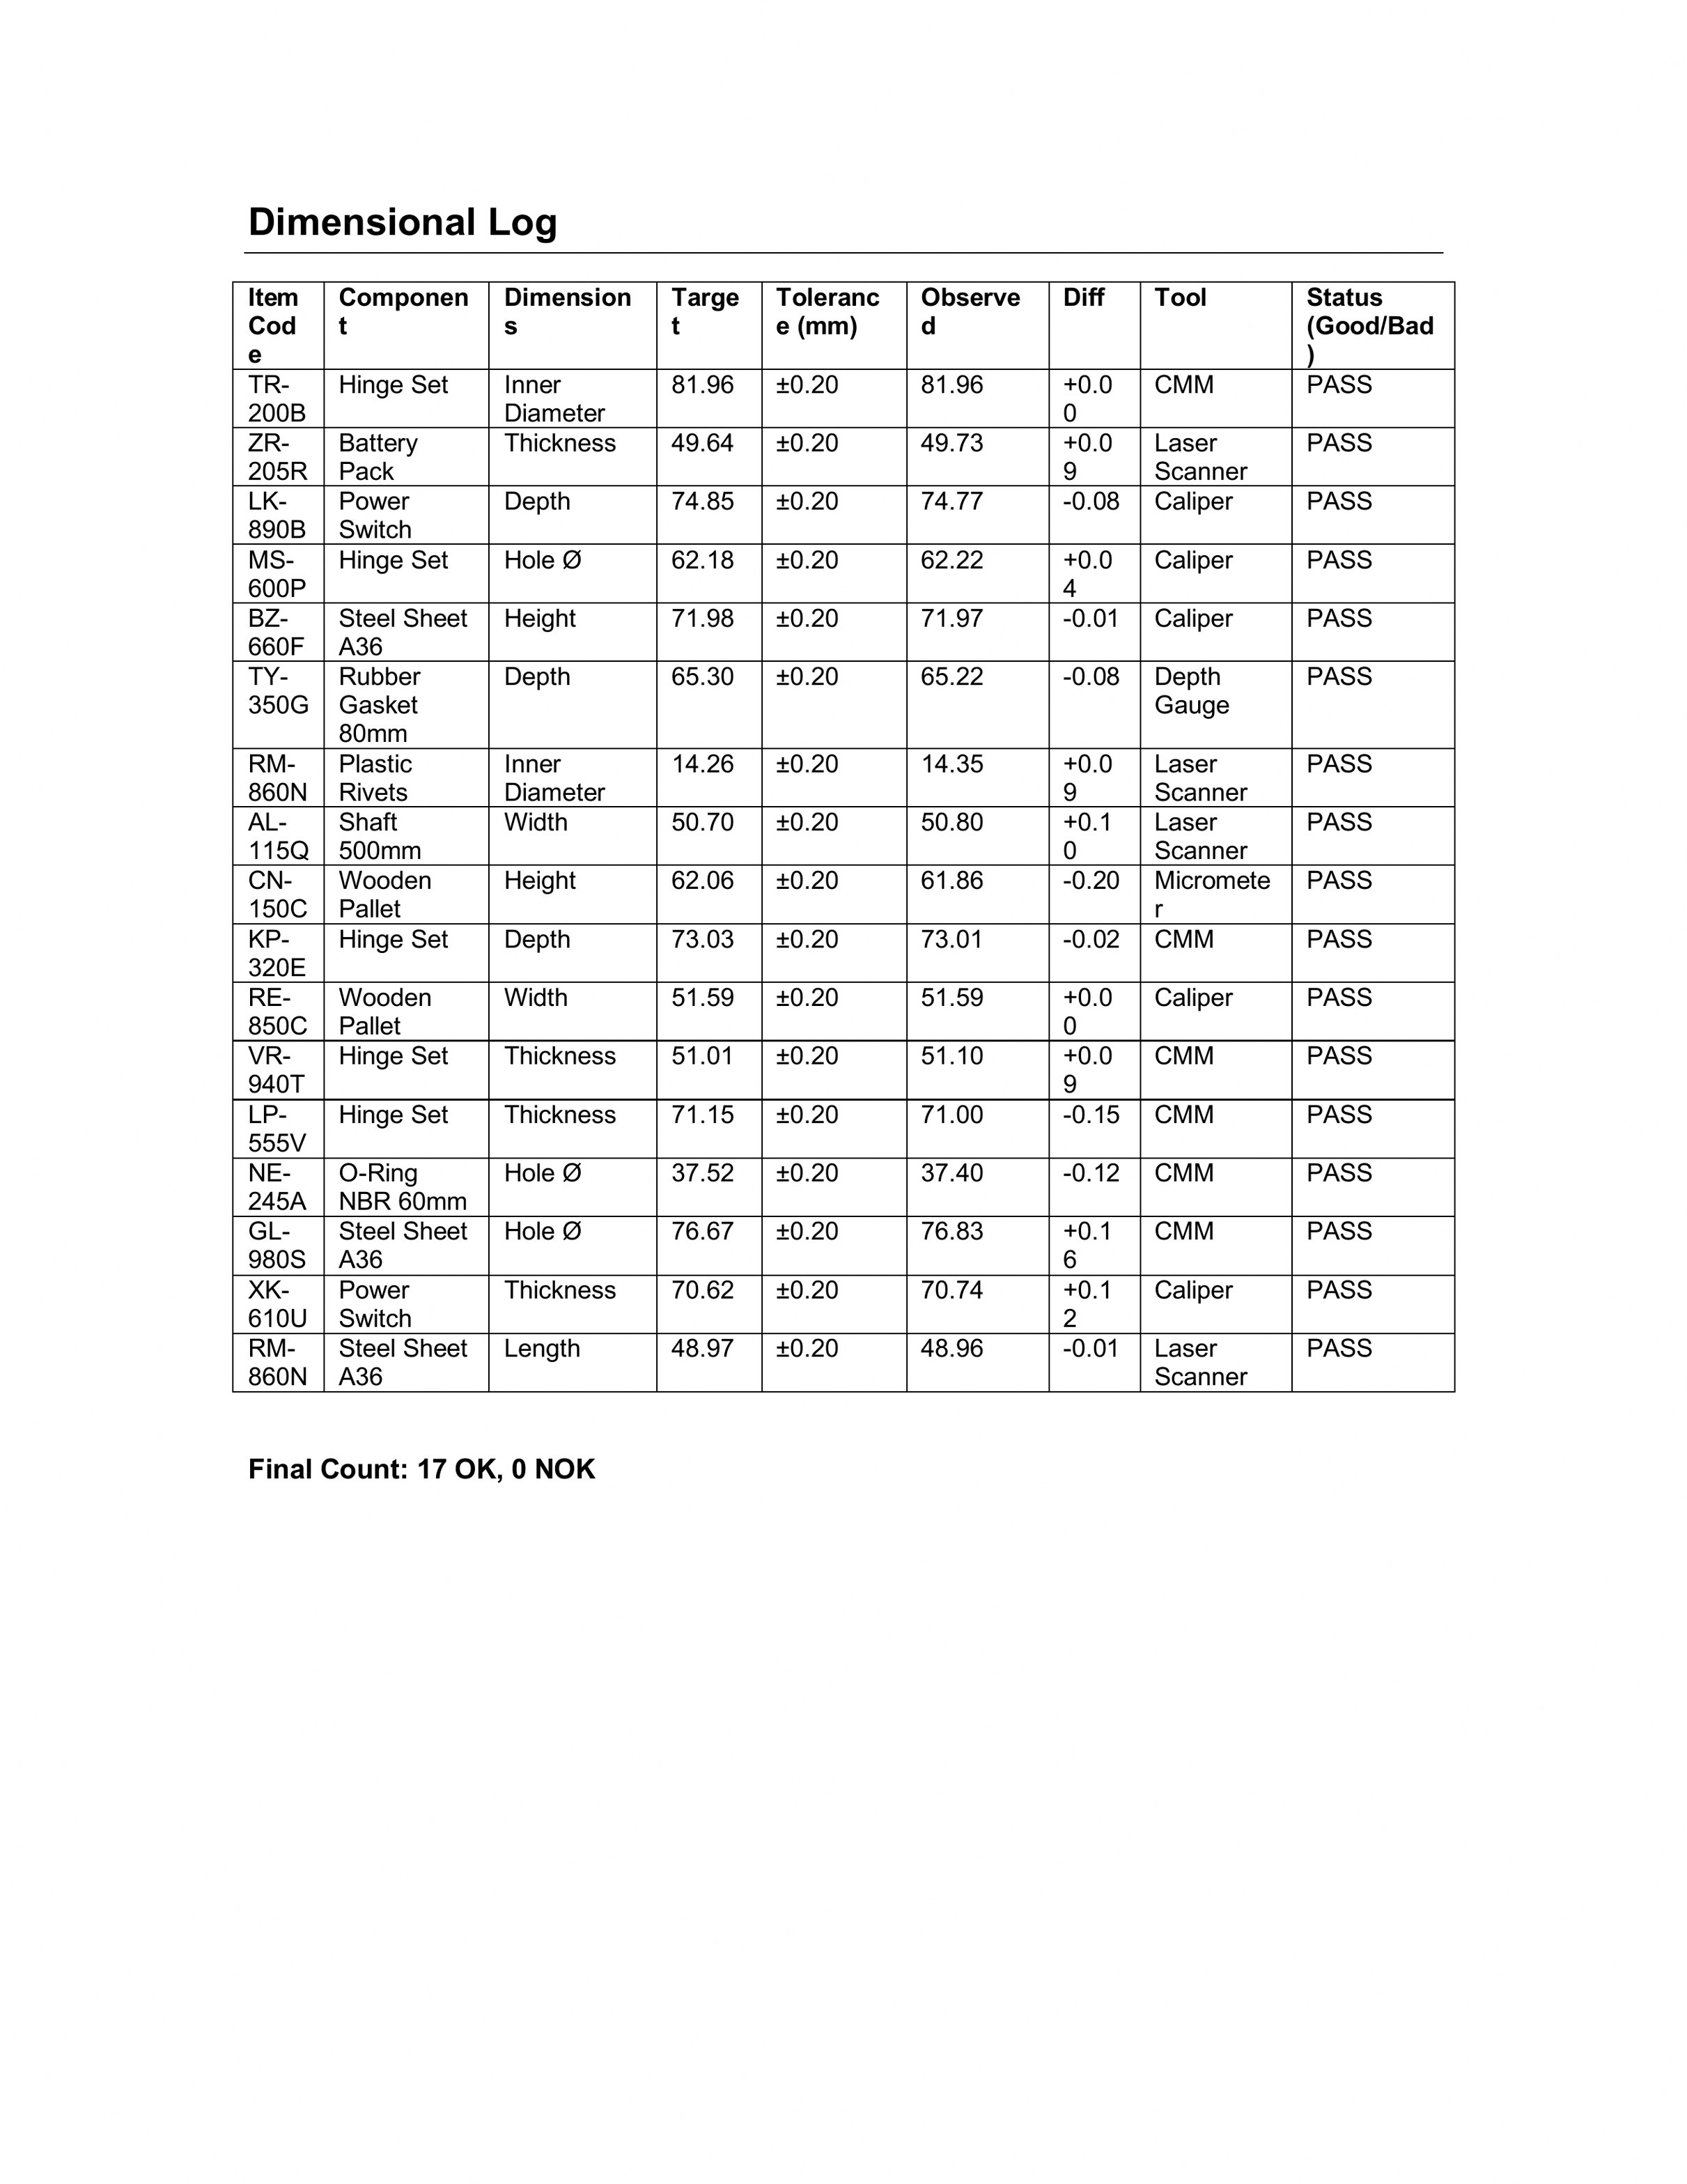 Dimensional Log
Item Code | Component | Dimensions | Target | Tolerance (mm) | Observed | Diff | Tool | Status (Good/Bad)
TR-200B | Hinge Set | Inner Diameter | 81.96 | ±0.20 | 81.96 | +0.00 | CMM | PASS
ZR-205R | Battery Pack | Thickness | 49.64 | ±0.20 | 49.73 | +0.09 | Laser Scanner | PASS
LK-890B | Power Switch | Depth | 74.85 | ±0.20 | 74.77 | -0.08 | Caliper | PASS
MS-600P | Hinge Set | Hole Ø | 62.18 | ±0.20 | 62.22 | +0.04 | Caliper | PASS
BZ-660F | Steel Sheet A36 | Height | 71.98 | ±0.20 | 71.97 | -0.01 | Caliper | PASS
TY-350G | Rubber Gasket 80mm | Depth | 65.30 | ±0.20 | 65.22 | -0.08 | Depth Gauge | PASS
RM-860N | Plastic Rivets | Inner Diameter | 14.26 | ±0.20 | 14.35 | +0.09 | Laser Scanner | PASS
AL-115Q | Shaft 500mm | Width | 50.70 | ±0.20 | 50.80 | +0.10 | Laser Scanner | PASS
CN-150C | Wooden Pallet | Height | 62.06 | ±0.20 | 61.86 | -0.20 | Micrometer | PASS
KP-320E | Hinge Set | Depth | 73.03 | ±0.20 | 73.01 | -0.02 | CMM | PASS
RE-850C | Wooden Pallet | Width | 51.59 | ±0.20 | 51.59 | +0.00 | Caliper | PASS
VR-940T | Hinge Set | Thickness | 51.01 | ±0.20 | 51.10 | +0.09 | CMM | PASS
LP-555V | Hinge Set | Thickness | 71.15 | ±0.20 | 71.00 | -0.15 | CMM | PASS
NE-245A | O-Ring NBR 60mm | Hole Ø | 37.52 | ±0.20 | 37.40 | -0.12 | CMM | PASS
GL-980S | Steel Sheet A36 | Hole Ø | 76.67 | ±0.20 | 76.83 | +0.16 | CMM | PASS
XK-610U | Power Switch | Thickness | 70.62 | ±0.20 | 70.74 | +0.12 | Caliper | PASS
RM-860N | Steel Sheet A36 | Length | 48.97 | ±0.20 | 48.96 | -0.01 | Laser Scanner | PASS
Final Count: 17 OK, 0 NOK